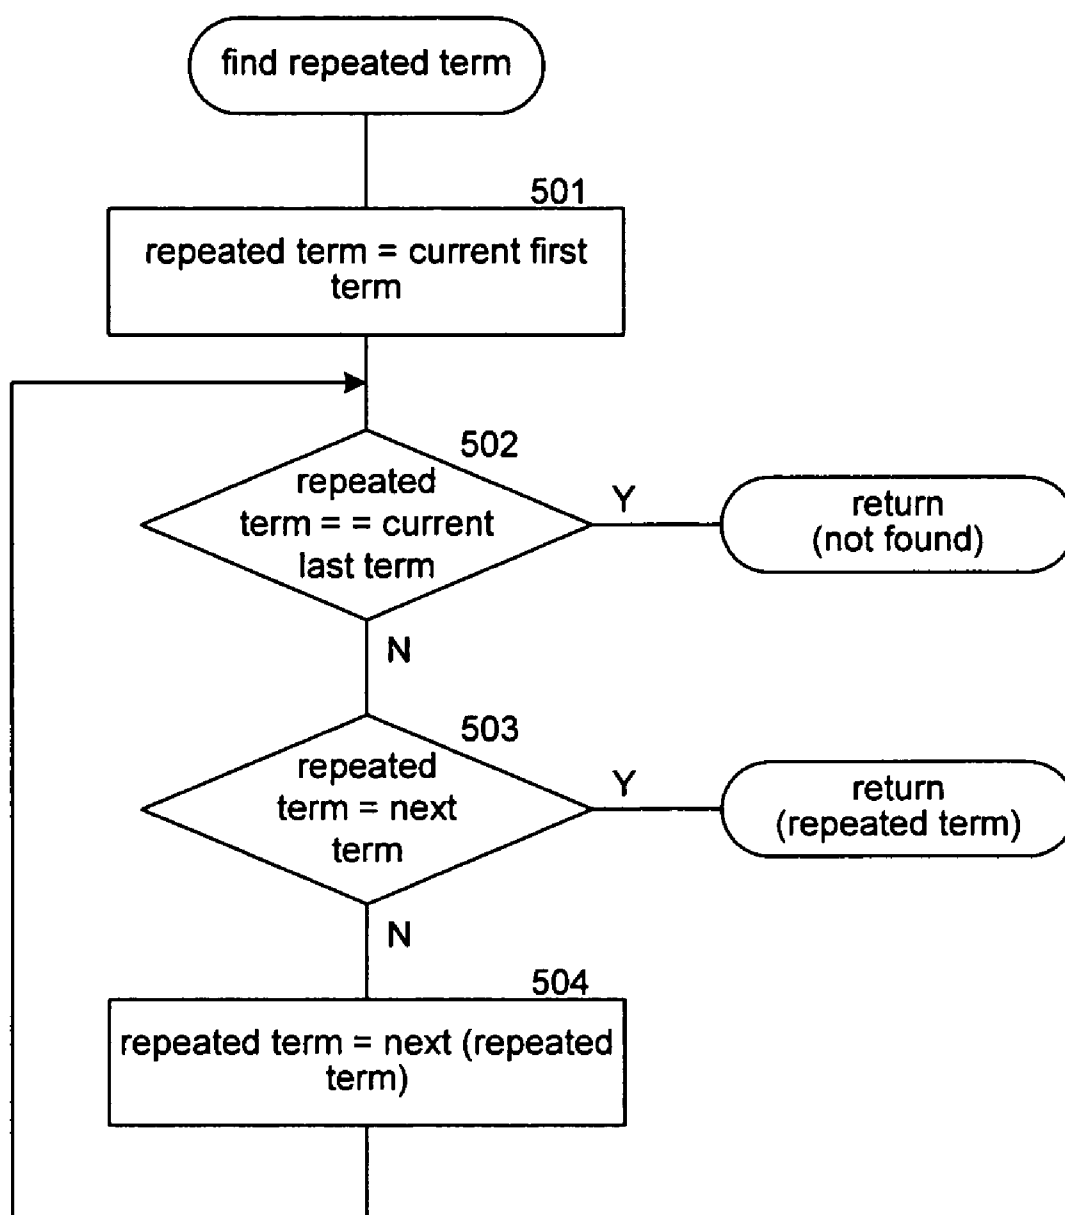 find repeated term
501
repeated term = current first
term
502
repeated
term = = current
last term
Y
return
(not found)
N
503
repeated
term = next
term
Y
return
(repeated term)
N
504
repeated term = next (repeated
term)